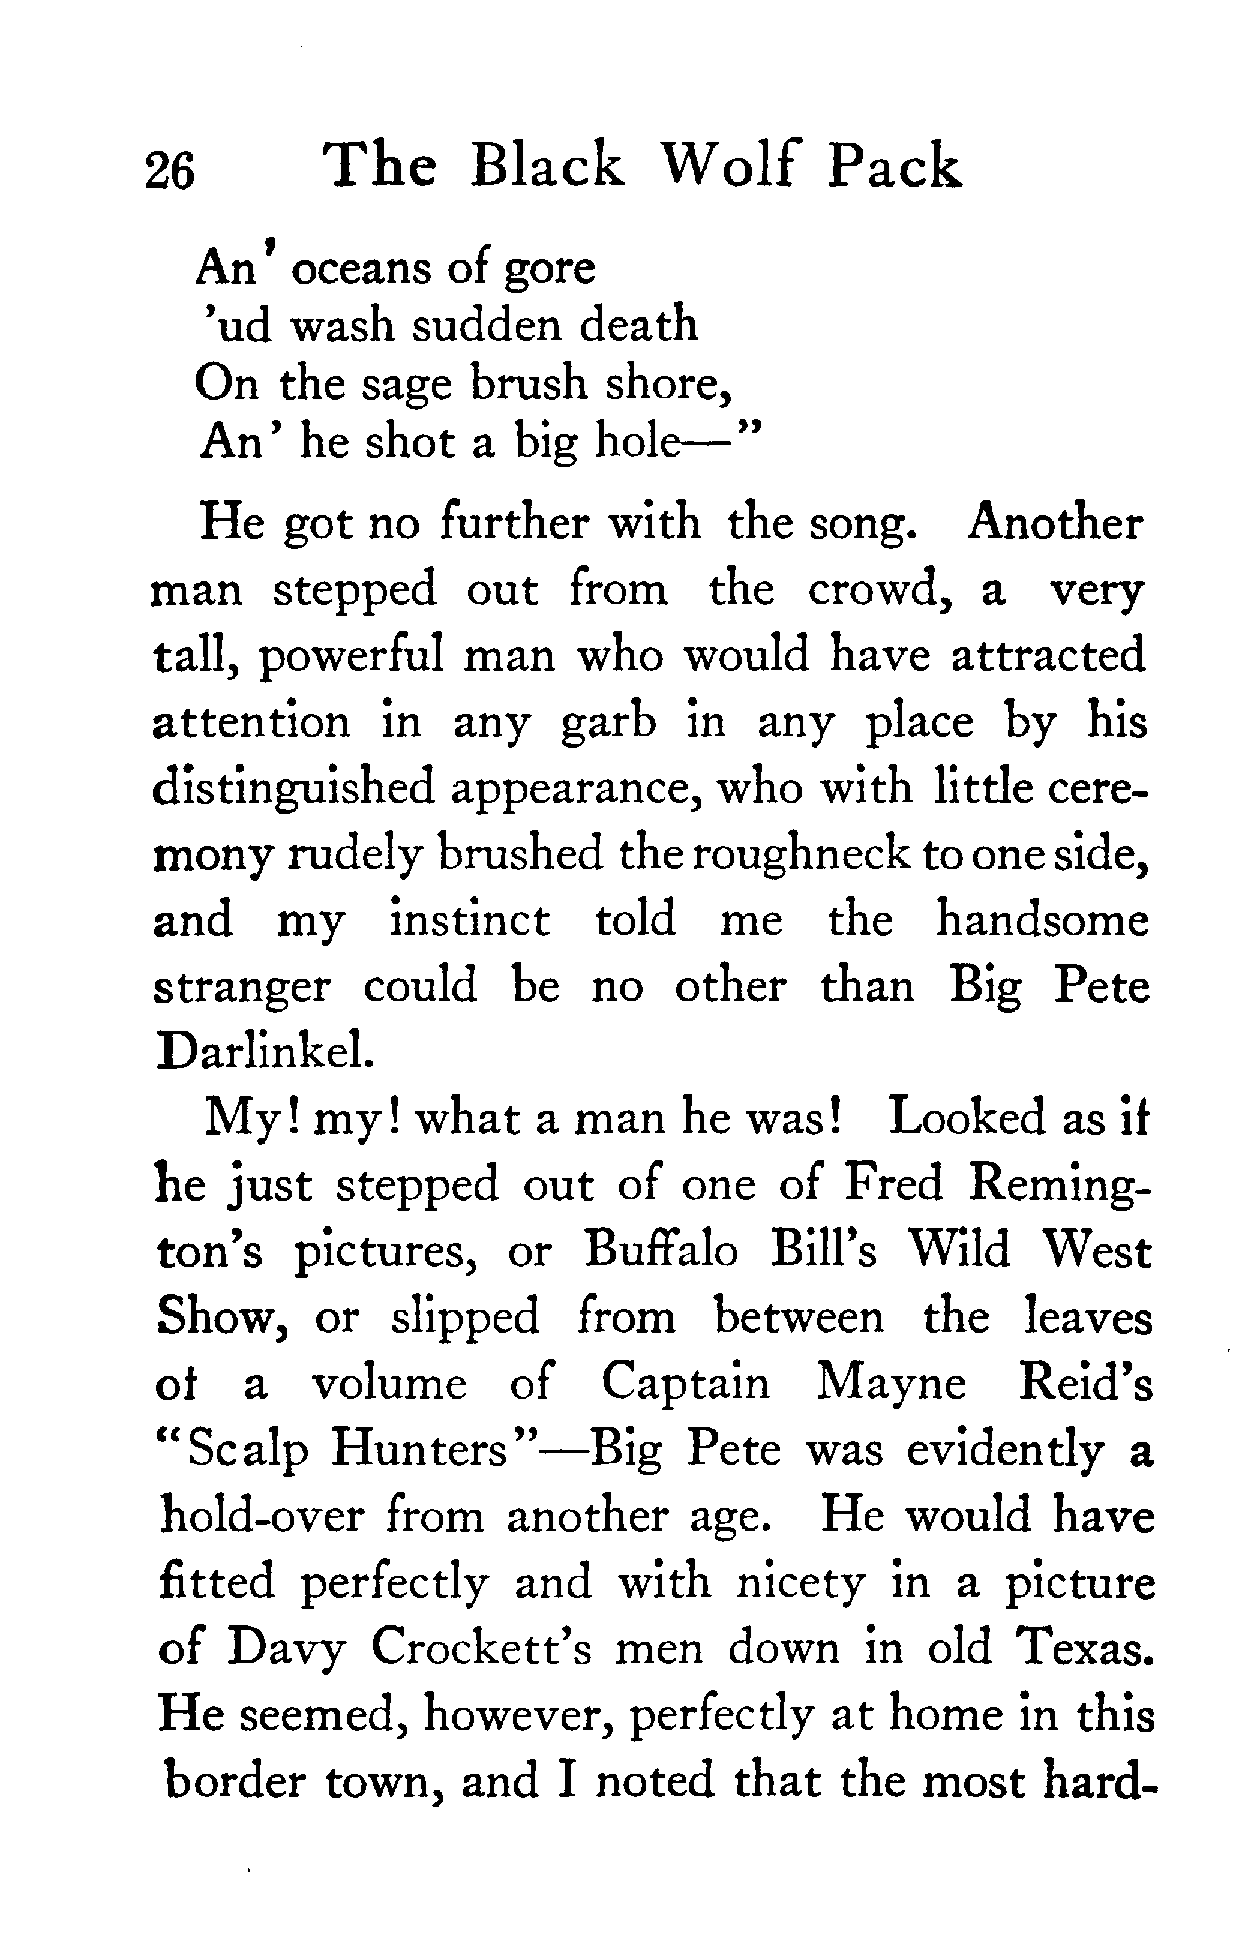 26 The Black Wolf Pack
An' oceans of gore
'ud wash sudden death
On the sage brush shore,
An' he shot a big hole—"
He got no further with the song. Another
man stepped out from the crowd, a very
tall, powerful man who would have attracted
attention in any garb in any place by his
distinguished appearance, who with little cere-
mony rudely brushed the roughneck to one side,
and my instinct told me the handsome
stranger could be no other than Big Pete
Darlinkel.
My! my! what a man he was! Looked as if
he just stepped out of one of Fred Reming-
ton's pictures, or Buffalo Bill's Wild West
Show, or slipped from between the leaves
of a volume of Captain Mayne Reid's
"Scalp Hunters"—Big Pete was evidently a
hold-over from another age. He would have
fitted perfectly and with nicety in a picture
of Davy Crockett's men down in old Texas.
He seemed, however, perfectly at home in this
border town, and I noted that the most hard-